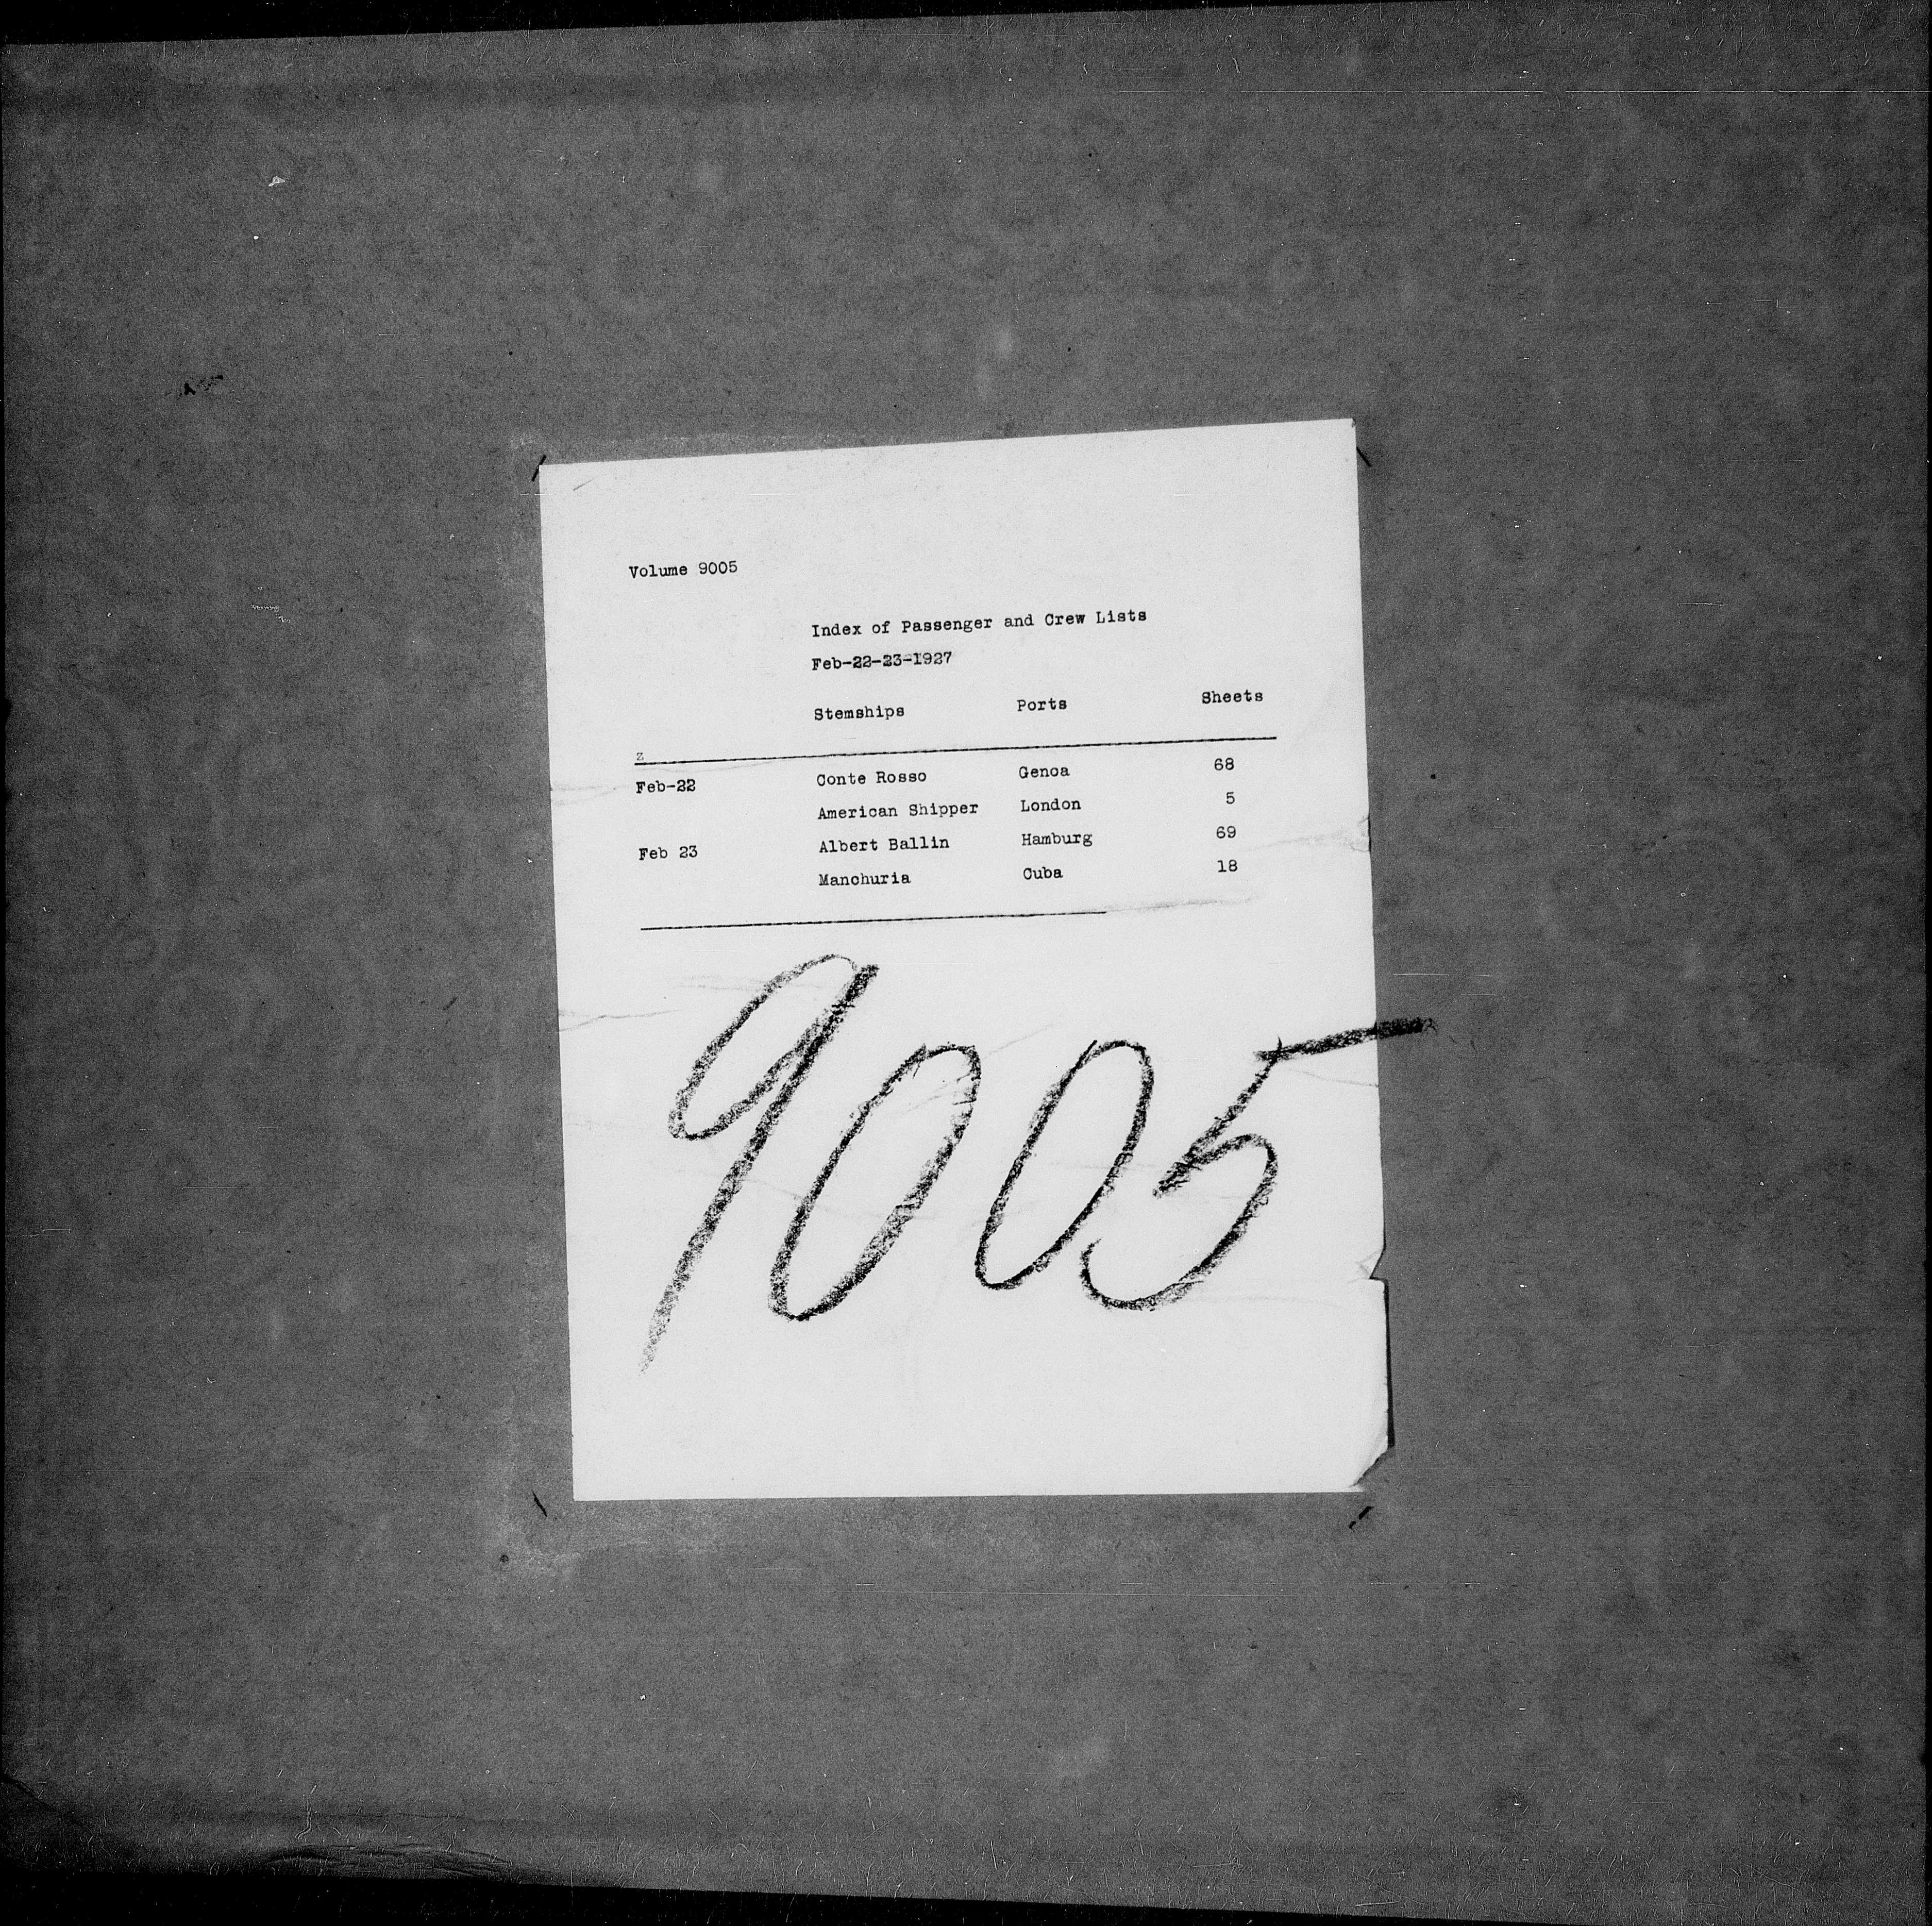 Volume 9005
Index of Passenger and Crew Lists
Feb-22-23-1927
Stemships Ports Sheets
z
Feb-22 Conte Rosso Genoa 68
American Shipper London 5
Feb 23 Albert Ballin Hamburg 69
Manchuria Cuba 18
9005